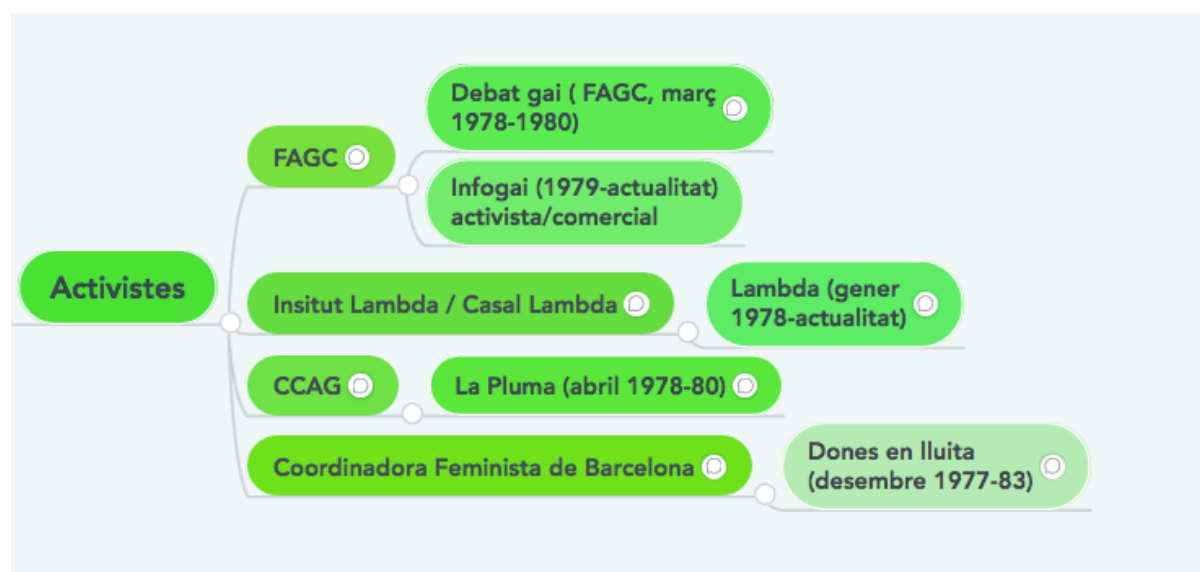 Activistes
FAGC
Debat gai ( FAGC, març
1978-1980)
Infogai (1979-actualitat)
activista/comercial
Insitut Lambda / Casal Lambda
Lambda (gener
1978-actualitat)
CCAG
La Pluma (abril 1978-80)
Coordinadora Feminista de Barcelona
Dones en lluita
(desembre 1977-83)